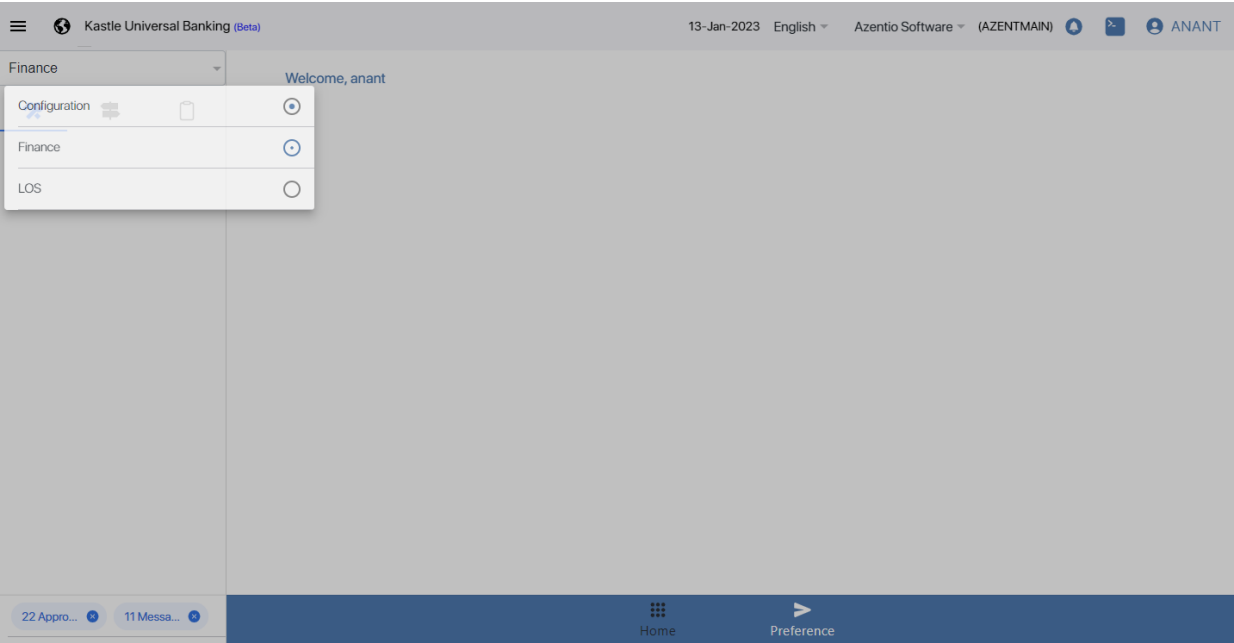 Kastle Universal Banking (Beta) 13-Jan-2023 English Azentio Software (AZENTMAIN) ANANT
Finance
Welcome, anant
Configuration
Finance
LOS
22 Appro... 11 Messa...
Home Preference